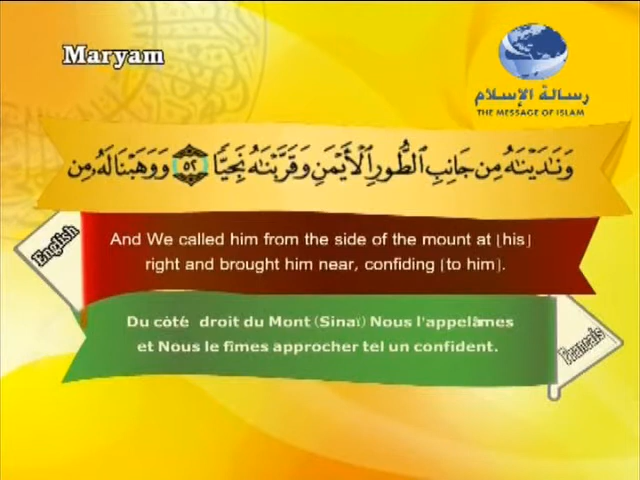 Maryam
رسالة الإسلام
THE MESSAGE OF ISLAM
وَنَـٰدَيْنَـٰهُ مِن جَانِبِ ٱلطُّورِ ٱلْأَيْمَنِ وَقَرَّبْنَـٰهُ نَجِيًّا ٥٢ وَوَهَبْنَا لَهُۥ مِن
English
And We called him from the side of the mount at [his]
right and brought him near, confiding [to him].
Du côté droit du Mont (Sinaï) Nous l'appelâmes
et Nous le fîmes approcher tel un confident.
Francais